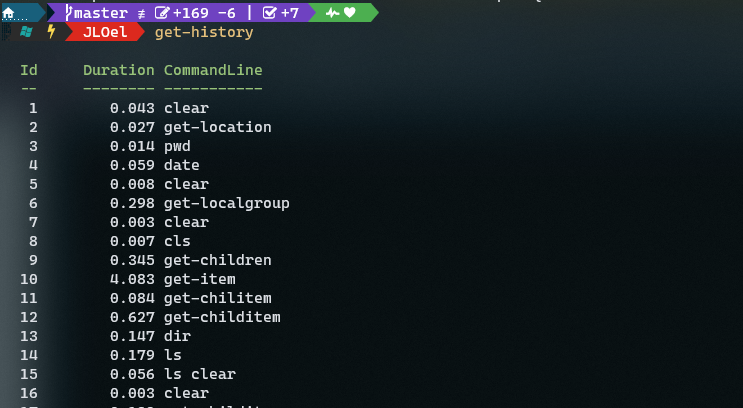 master ≢ +169 -6 | +7
JLOel get-history
Id Duration CommandLine
-- -------- -----------
1 0.043 clear
2 0.027 get-location
3 0.014 pwd
4 0.059 date
5 0.008 clear
6 0.298 get-localgroup
7 0.003 clear
8 0.007 cls
9 0.345 get-children
10 4.083 get-item
11 0.084 get-chilitem
12 0.627 get-childitem
13 0.147 dir
14 0.179 ls
15 0.056 ls clear
16 0.003 clear